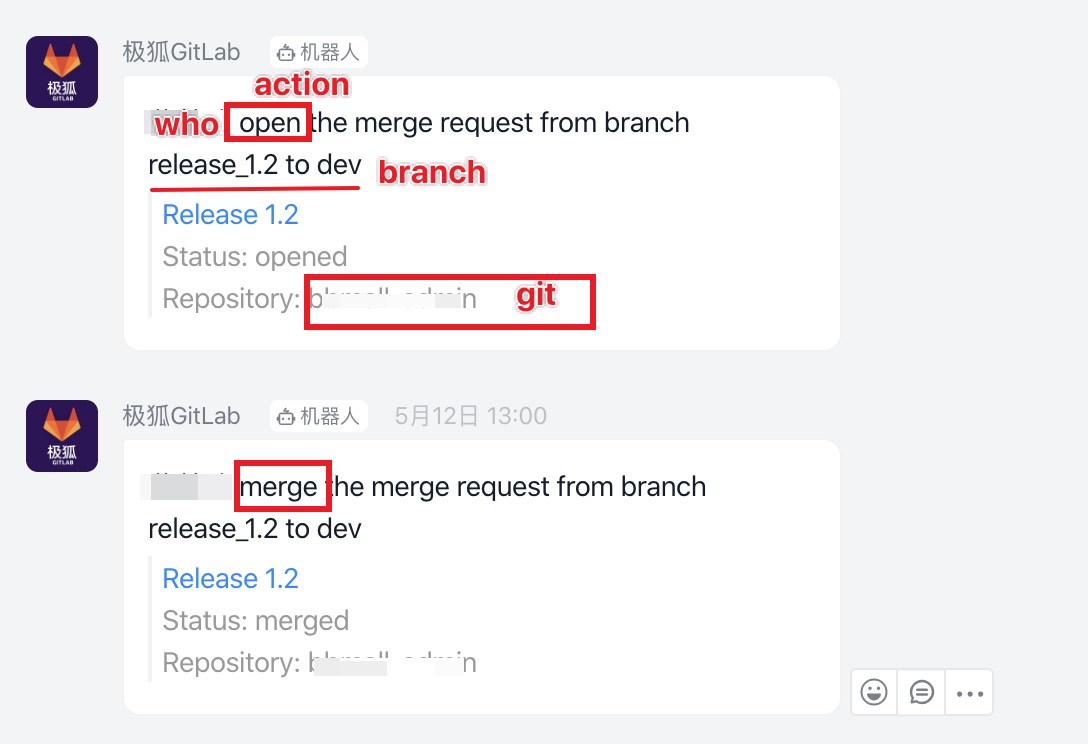 极狐GitLab 机器人
极狐
GITLAB
action
who open the merge request from branch
release_1.2 to dev branch
Release 1.2
Status: opened
Repository: git
极狐GitLab 机器人 5月12日 13:00
极狐
GITLAB
merge the merge request from branch
release_1.2 to dev
Release 1.2
Status: merged
Repository: